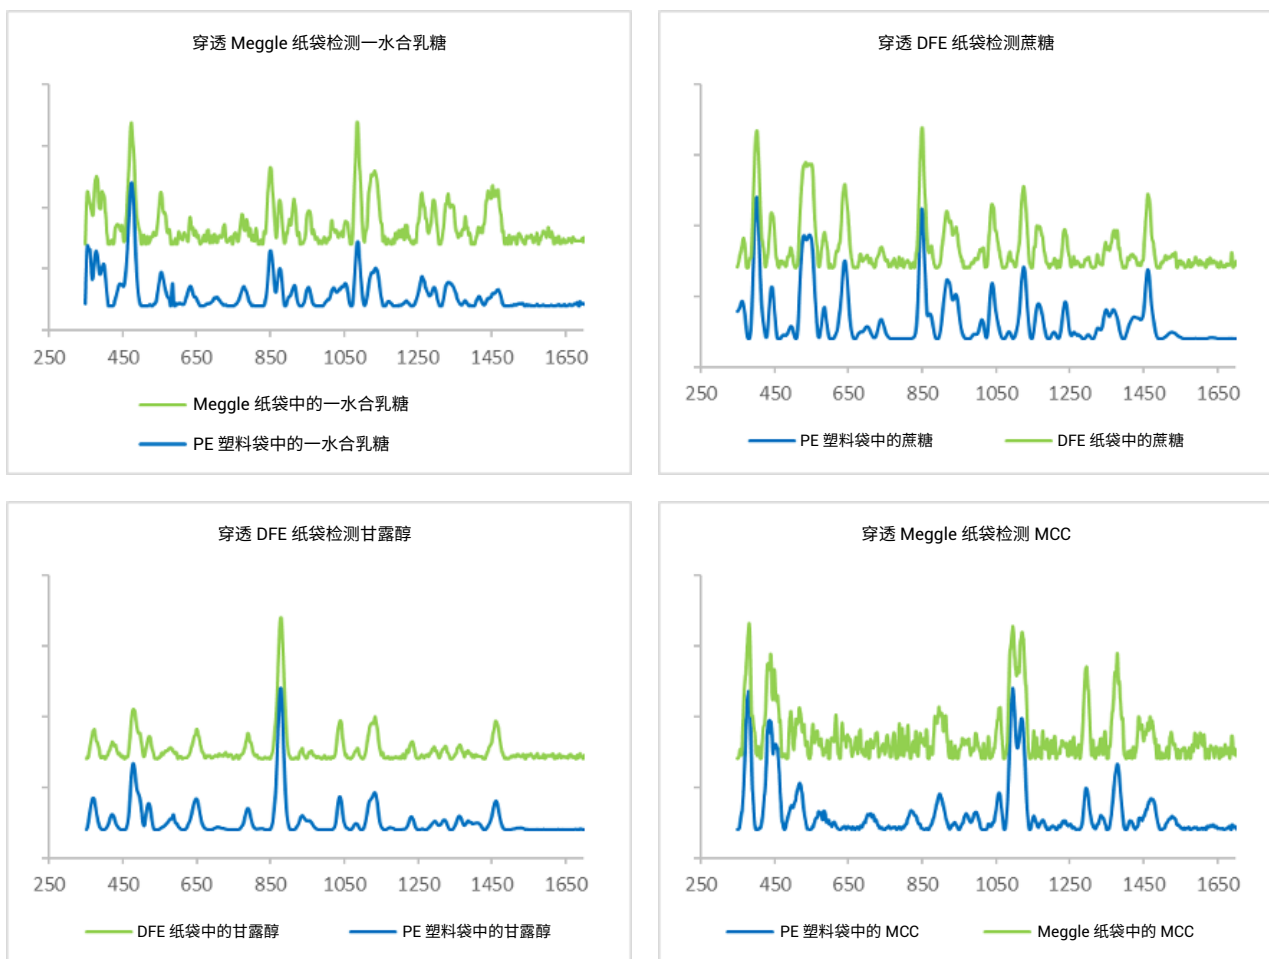 穿透 Meggle 纸袋检测一水合乳糖
250 450 650 850 1050 1250 1450 1650
Meggle 纸袋中的一水合乳糖
PE 塑料袋中的一水合乳糖
穿透 DFE 纸袋检测蔗糖
250 450 650 850 1050 1250 1450 1650
PE 塑料袋中的蔗糖 DFE 纸袋中的蔗糖
穿透 DFE 纸袋检测甘露醇
250 450 650 850 1050 1250 1450 1650
DFE 纸袋中的甘露醇 PE 塑料袋中的甘露醇
穿透 Meggle 纸袋检测 MCC
250 450 650 850 1050 1250 1450 1650
PE 塑料袋中的 MCC Meggle 纸袋中的 MCC